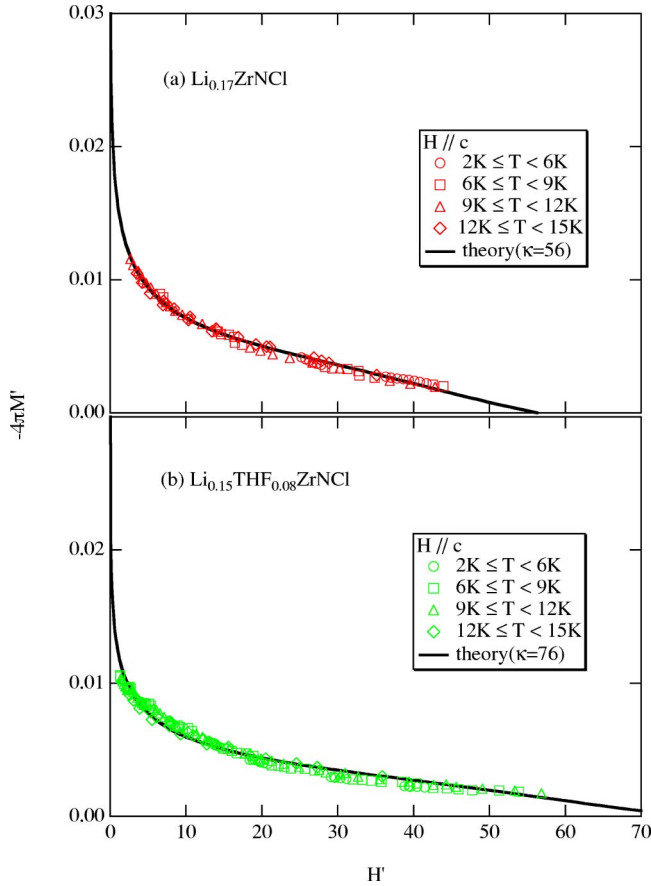 0.03
(a) Li0.17ZrNCl
H // c
2K ≤ T < 6K
6K ≤ T < 9K
9K ≤ T < 12K
12K ≤ T < 15K
theory(κ=56)
0.02
0.01
0.00
-4πM'
(b) Li0.15THF0.08ZrNCl
H // c
2K ≤ T < 6K
6K ≤ T < 9K
9K ≤ T < 12K
12K ≤ T < 15K
theory(κ=76)
0.02
0.01
0.00
0 10 20 30 40 50 60 70
H'